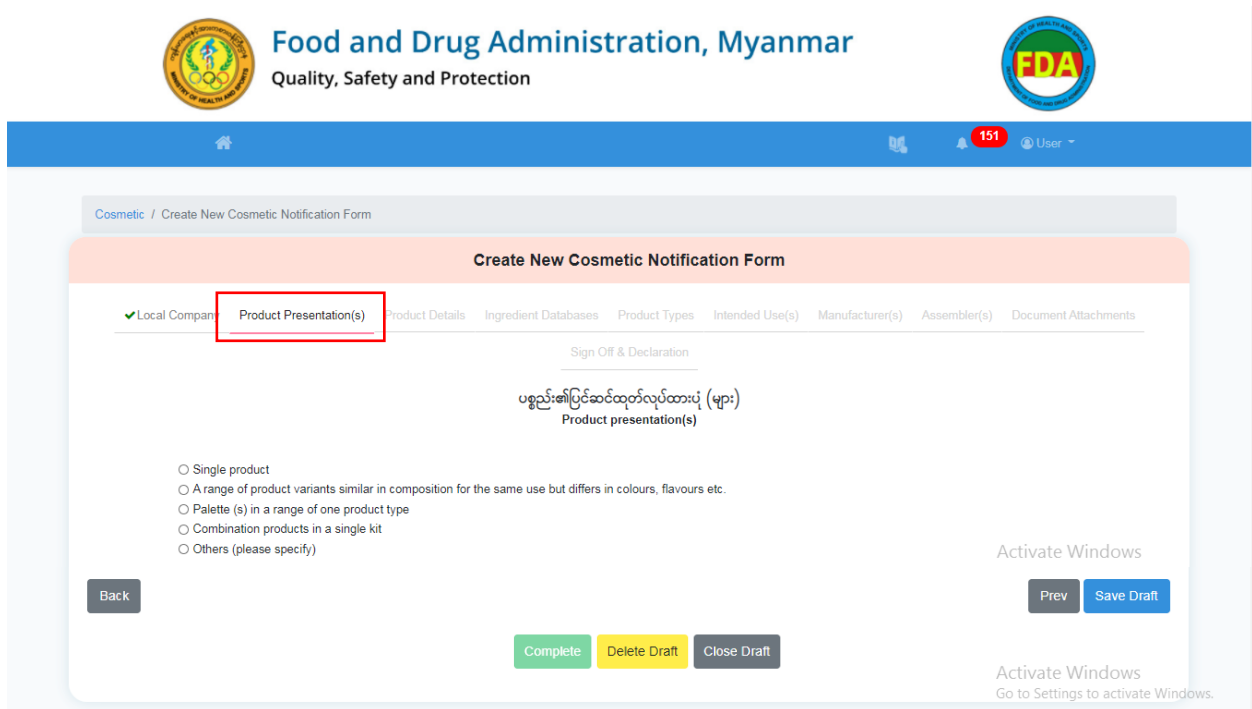 Food and Drug Administration, Myanmar
Quality, Safety and Protection
FDA
151
User
Cosmetic / Create New Cosmetic Notification Form
Create New Cosmetic Notification Form
Local Company Product Presentation(s) Product Details Ingredient Databases Product Types Intended Use(s) Manufacturer(s) Assembler(s) Document Attachments
Sign Off & Declaration
ပစ္စည်း၏ပြင်ဆင်ထုတ်လုပ်ထားပုံ (များ)
Product presentation(s)
Single product
A range of product variants similar in composition for the same use but differs in colours, flavours etc.
Palette (s) in a range of one product type
Combination products in a single kit
Others (please specify)
Activate Windows
Back Prev Save Draft
Complete Delete Draft Close Draft
Activate Windows
Go to Settings to activate Windows.